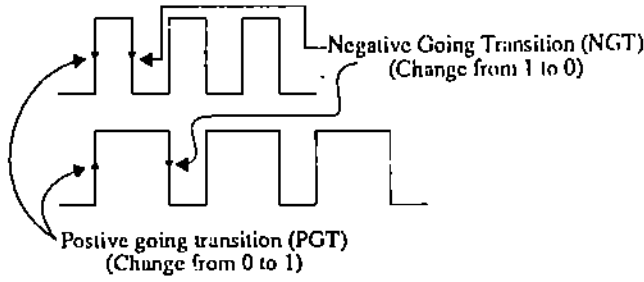 Negative Going Transition (NGT)
(Change from 1 to 0)
Postive going transition (PGT)
(Change from 0 to 1)